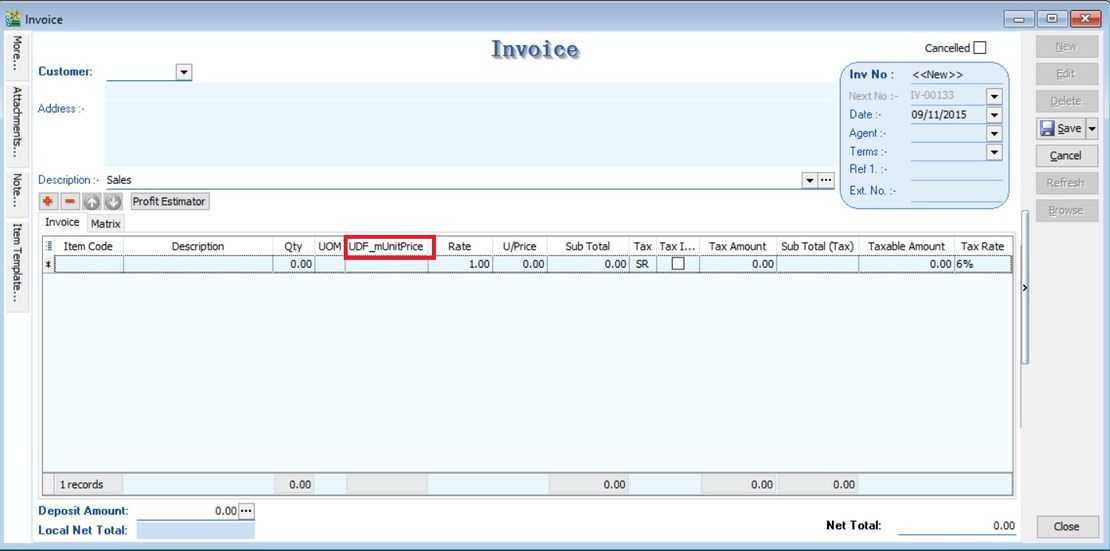 Invoice
Invoice
Cancelled
More...
Attachments...
Note...
Item Template...
Customer:
Address :-
Inv No : <<New>>
Next No :- IV-00133
Date :- 09/11/2015
Agent :-
Terms :-
Ref 1. :-
Ext. No. :-
New
Edit
Delete
Save
Cancel
Refresh
Browse
Description :- Sales
Profit Estimator
Invoice Matrix
Item Code Description Qty UOM UDF_mUnitPrice Rate U/Price Sub Total Tax Tax I... Tax Amount Sub Total (Tax) Taxable Amount Tax Rate
* 0.00 1.00 0.00 0.00 SR 0.00 0.00 6%
1 records 0.00 0.00 0.00 0.00
Deposit Amount: 0.00
Local Net Total:
Net Total: 0.00
Close